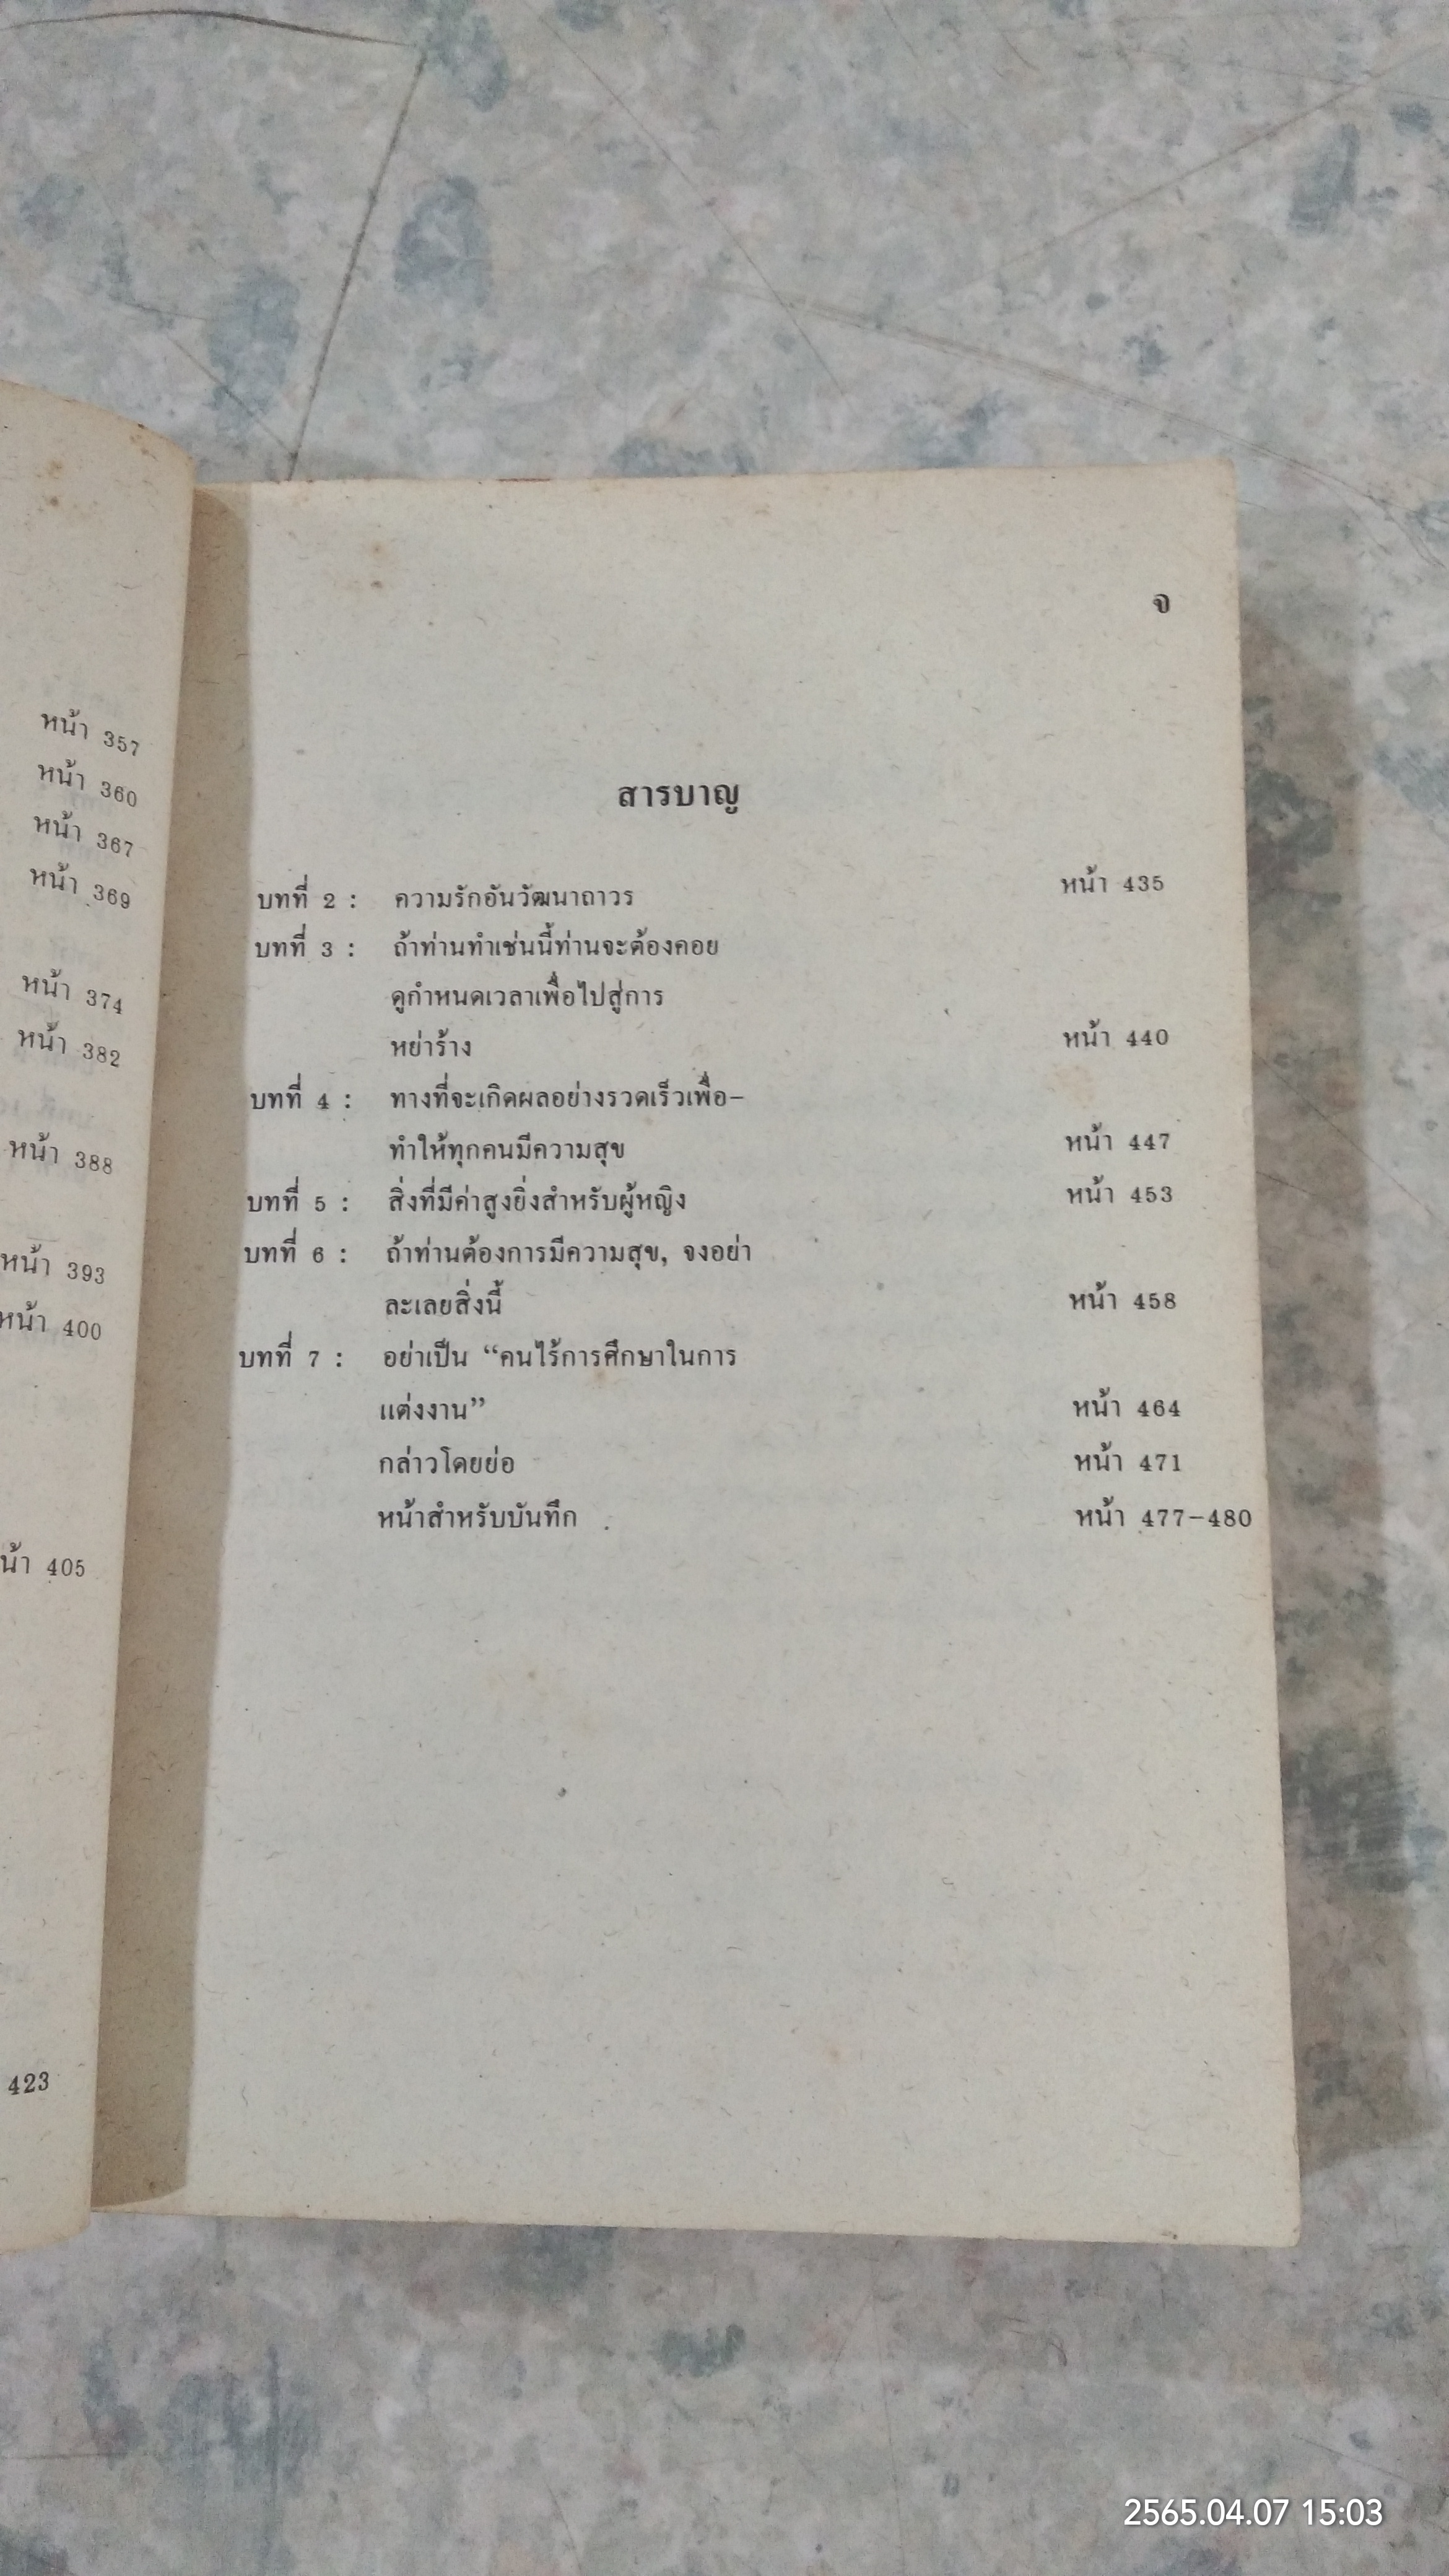 หน้า 357
หน้า 360
หน้า 367
หน้า 369
หน้า 374
หน้า 382
หน้า 388
หน้า 393
หน้า 400
น้า 405
423
จ
สารบาญ
บทที่ 2 : ความรักอันวัฒนาถาวร หน้า 435
บทที่ 3 : ถ้าท่านทำเช่นนี้ท่านจะต้องคอย
ดูกำหนดเวลาเพื่อไปสู่การ
หย่าร้าง หน้า 440
บทที่ 4 : ทางที่จะเกิดผลอย่างรวดเร็วเพื่อ-
ทำให้ทุกคนมีความสุข หน้า 447
บทที่ 5 : สิ่งที่มีค่าสูงยิ่งสำหรับผู้หญิง หน้า 453
บทที่ 6 : ถ้าท่านต้องการมีความสุข, จงอย่า
ละเลยสิ่งนี้ หน้า 458
บทที่ 7 : อย่าเป็น “คนไร้การศึกษาในการ
แต่งงาน” หน้า 464
กล่าวโดยย่อ หน้า 471
หน้าสำหรับบันทึก หน้า 477-480
2565.04.07 15:03